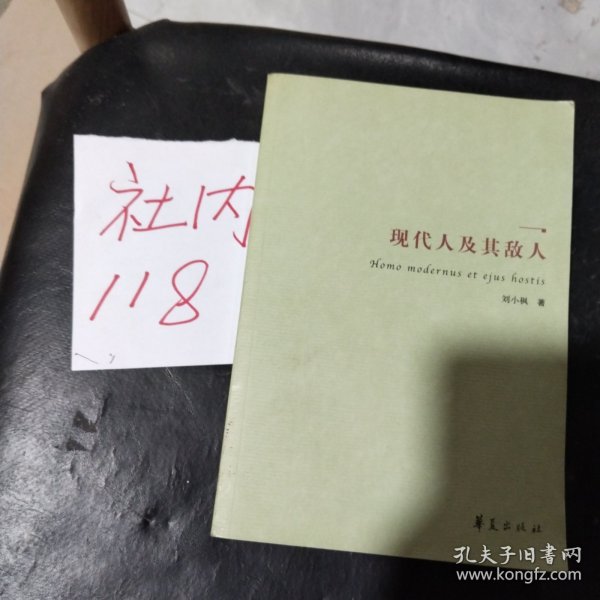 社内
118
现代人及其敌人
Homo modernus et ejus hostis
刘小枫 著
華夏出版社
孔夫子旧书网
www.kongfz.com